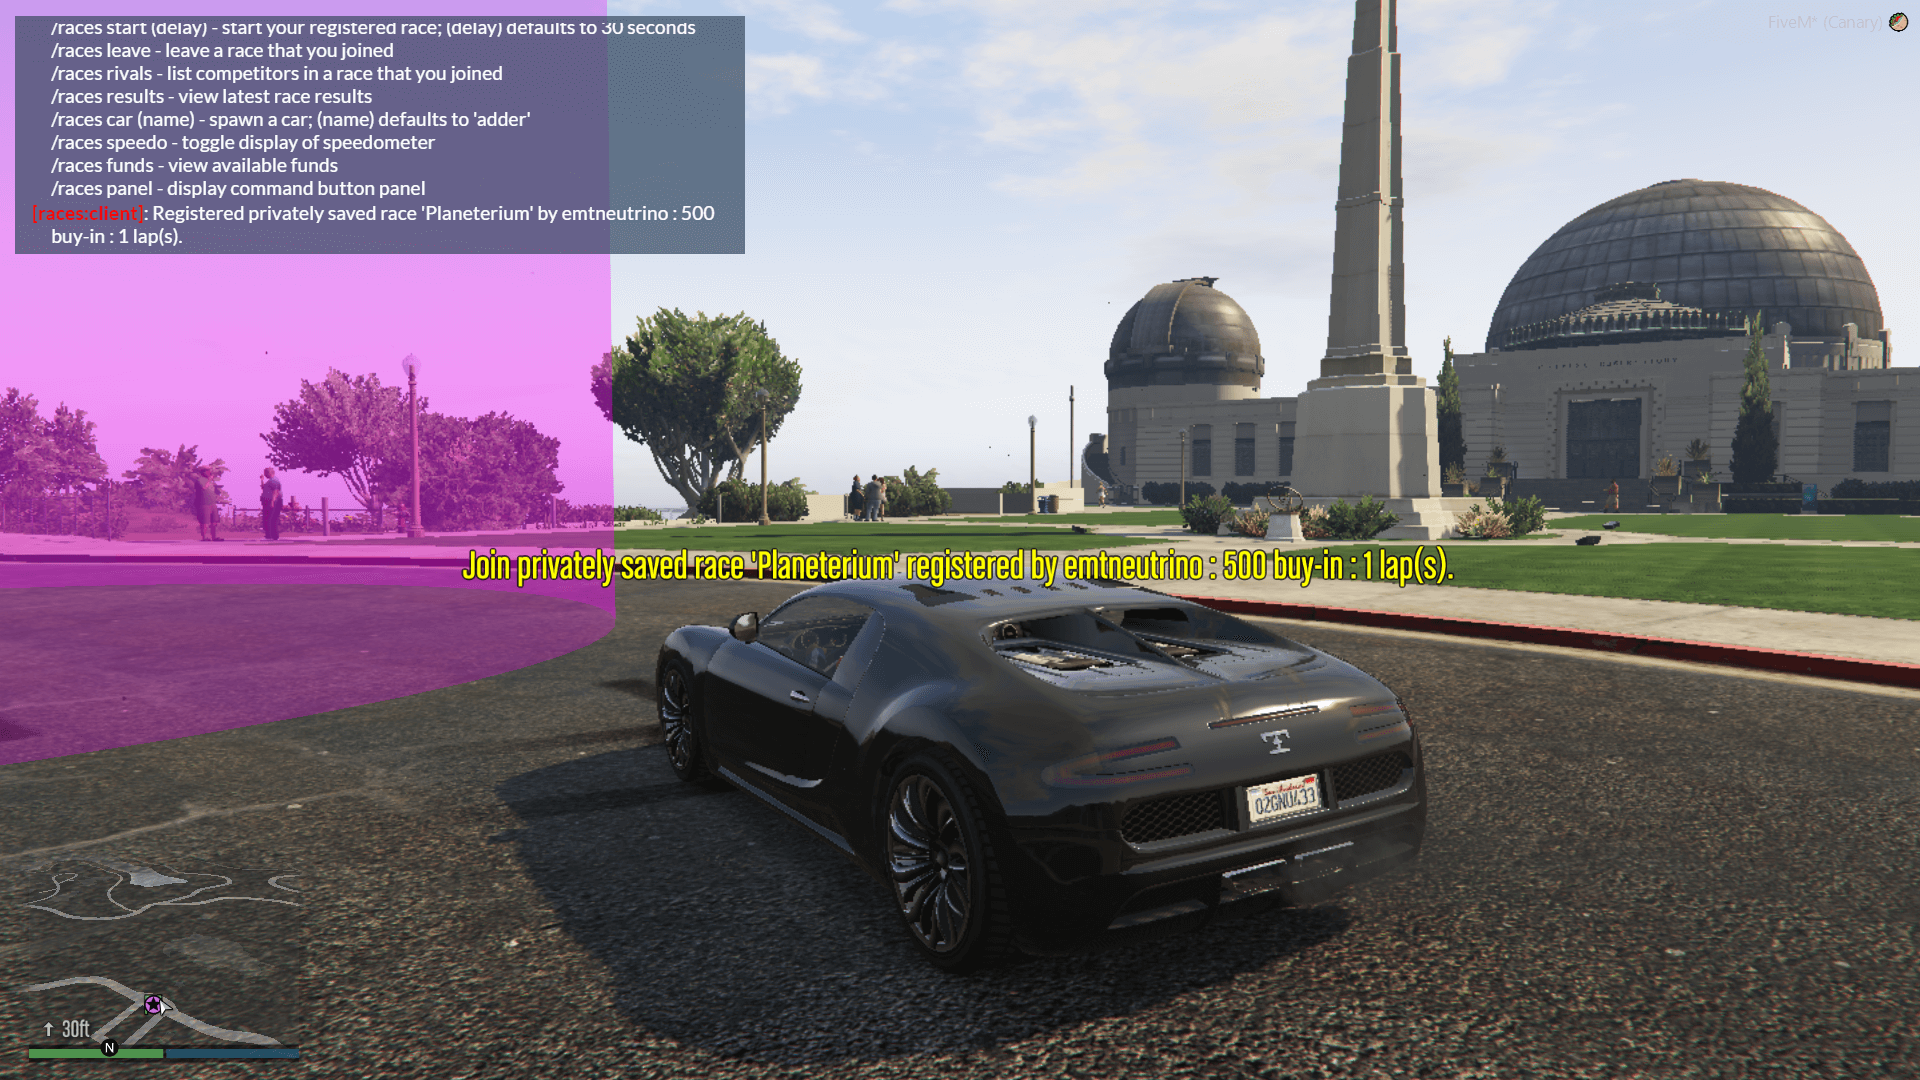 FiveM* (Canary)
/races start (delay) - start your registered race; (delay) defaults to 30 seconds
/races leave - leave a race that you joined
/races rivals - list competitors in a race that you joined
/races results - view latest race results
/races car (name) - spawn a car; (name) defaults to 'adder'
/races speedo - toggle display of speedometer
/races funds - view available funds
/races panel - display command button panel
[races:client]: Registered privately saved race 'Planeterium' by emtneutrino : 500
buy-in : 1 lap(s).
Join privately saved race 'Planeterium' registered by emtneutrino : 500 buy-in : 1 lap(s).
30ft
N